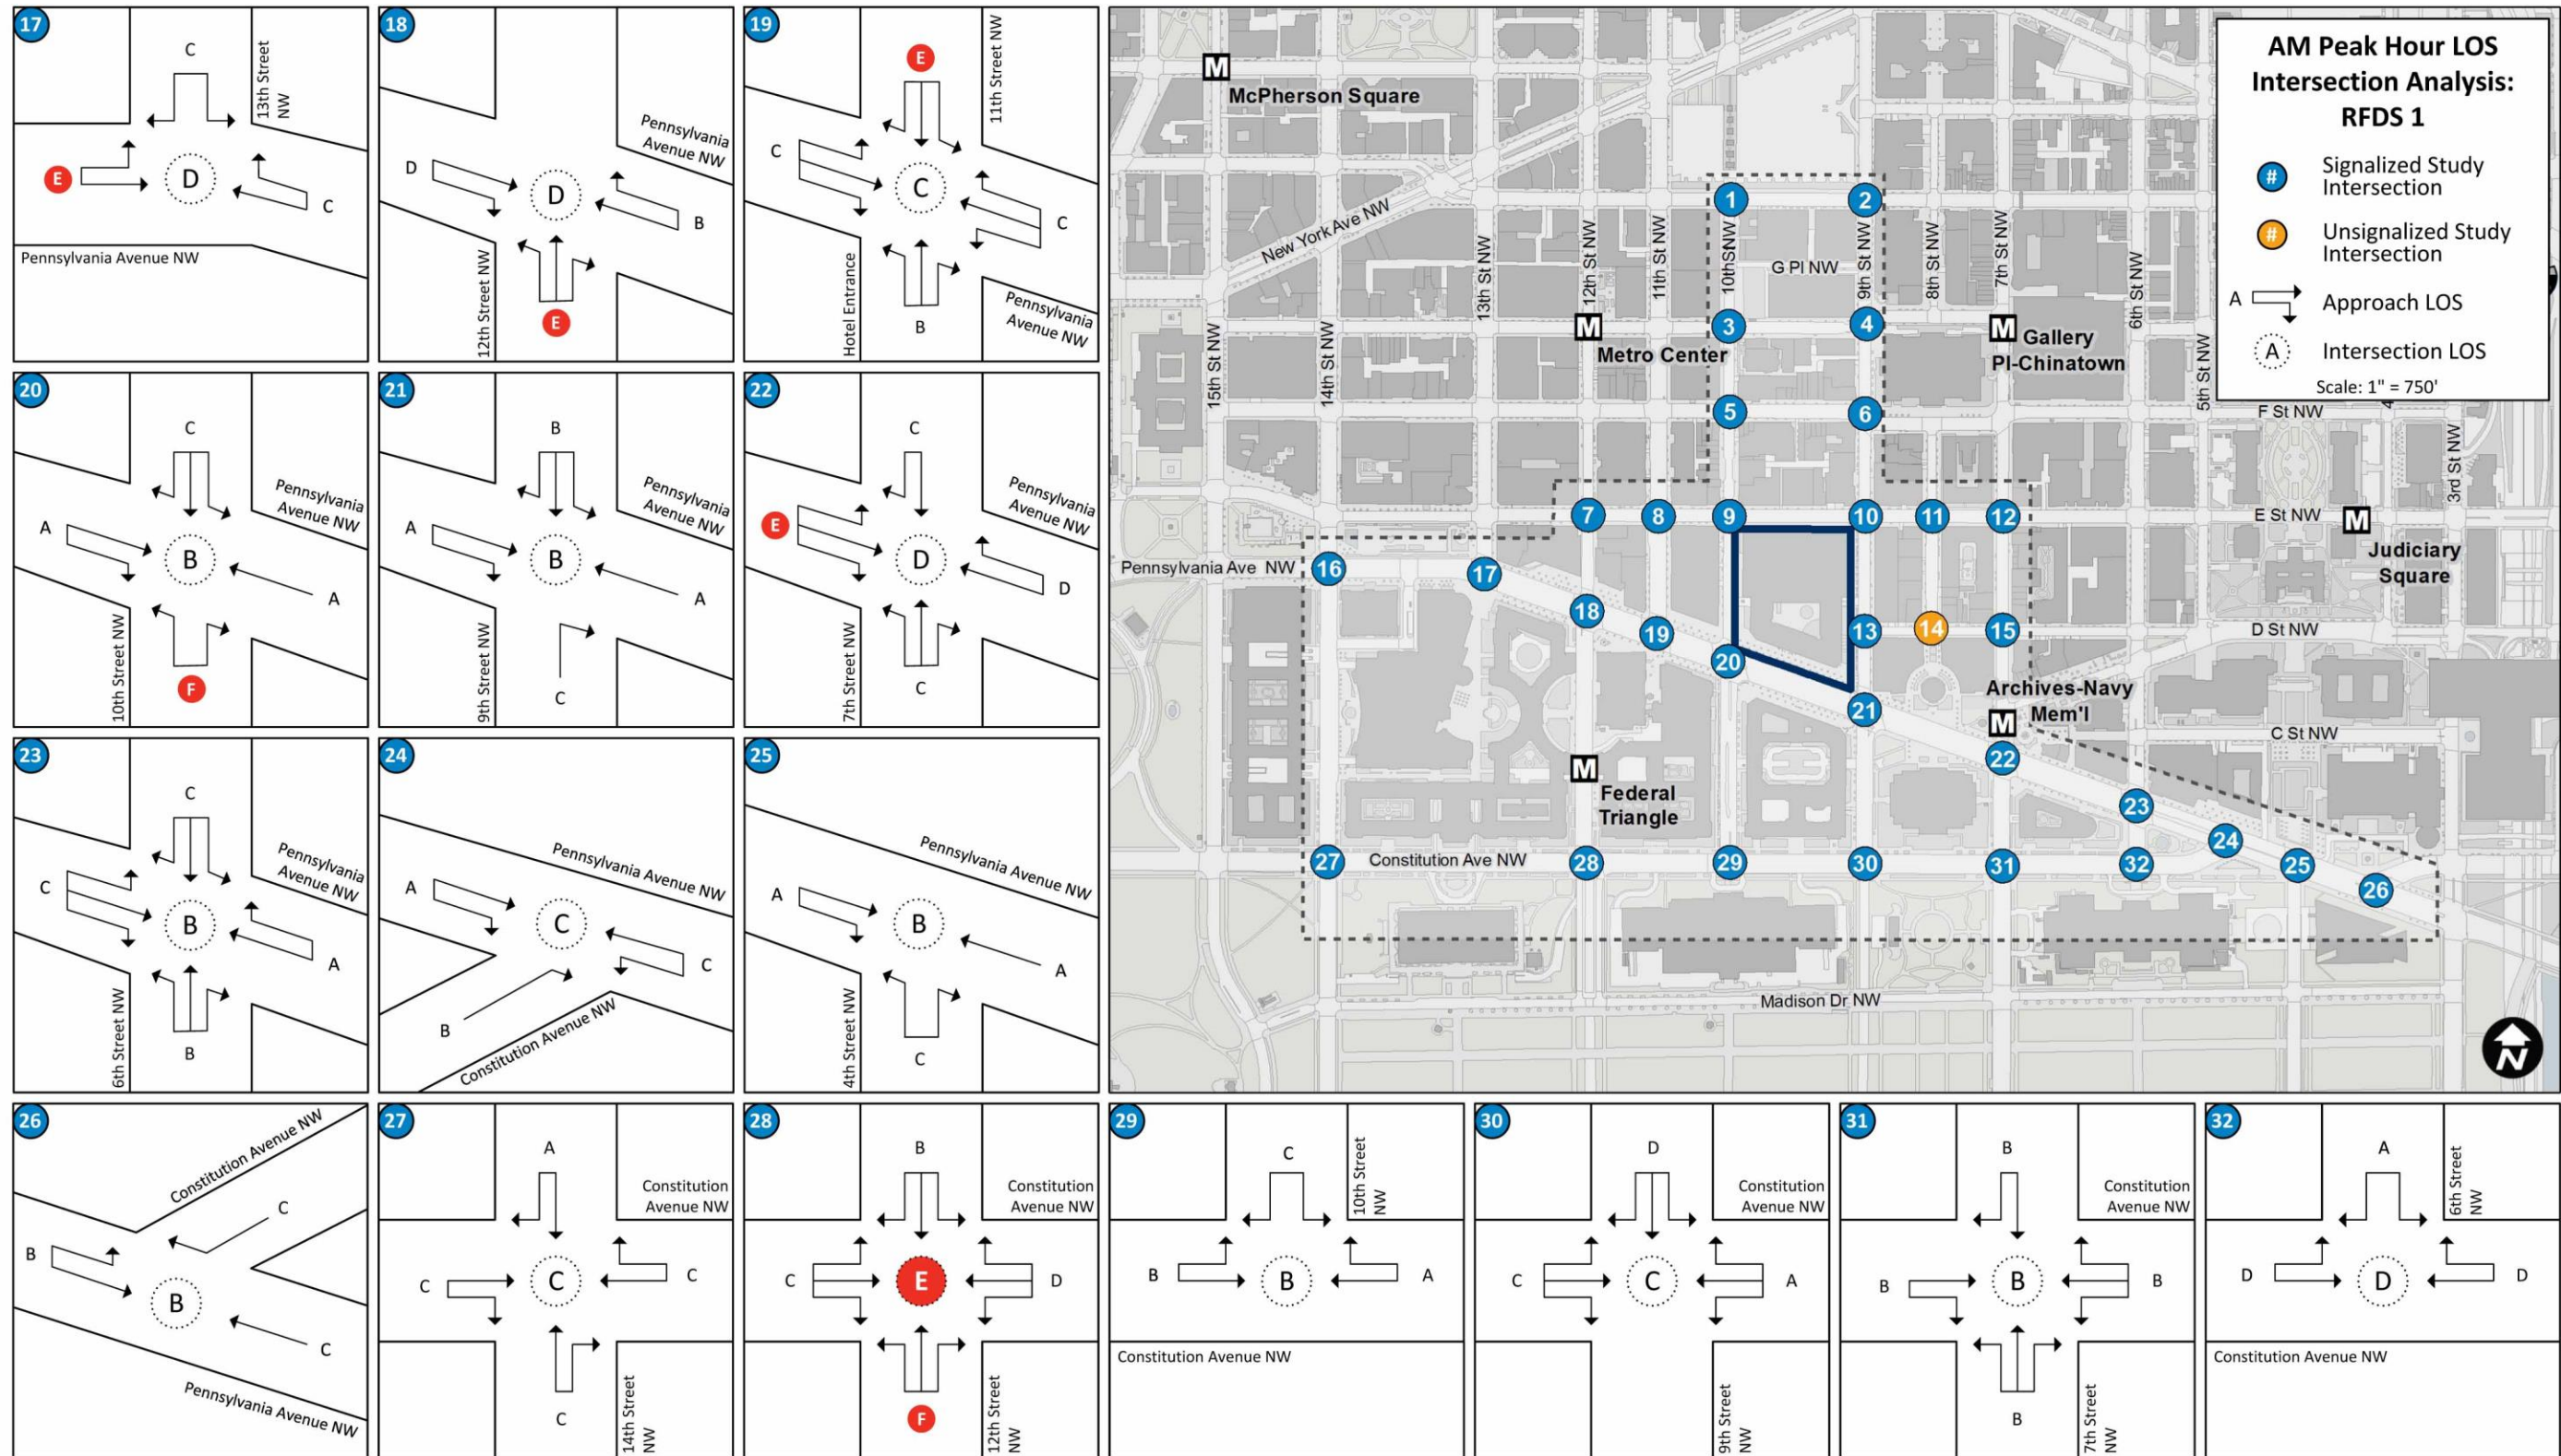 17
C
13th Street
NW
E
D
C
Pennsylvania Avenue NW
18
Pennsylvania
Avenue NW
D
D
B
12th Street NW
E
19
E
11th Street NW
C
C
C
Hotel Entrance
B
Pennsylvania
Avenue NW
20
C
Pennsylvania
Avenue NW
A
B
A
10th Street NW
F
21
B
Pennsylvania
Avenue NW
A
B
A
9th Street NW
C
22
C
Pennsylvania
Avenue NW
E
D
D
7th Street NW
C
23
C
Pennsylvania
Avenue NW
C
B
A
6th Street NW
B
24
Pennsylvania Avenue NW
A
C
C
B
Constitution Avenue NW
25
Pennsylvania Avenue NW
A
B
A
4th Street NW
C
26
Constitution Avenue NW
C
B
B
C
Pennsylvania Avenue NW
27
A
Constitution
Avenue NW
C
C
C
C
14th Street
NW
28
B
Constitution
Avenue NW
C
E
D
F
12th Street
NW
29
C
10th Street
NW
B
B
A
Constitution Avenue NW
30
D
Constitution
Avenue NW
C
C
A
9th Street
NW
31
B
Constitution
Avenue NW
B
B
B
B
7th Street
NW
32
A
6th Street
NW
D
D
D
Constitution Avenue NW
AM Peak Hour LOS
Intersection Analysis:
RFDS 1
#
Signalized Study
Intersection
#
Unsignalized Study
Intersection
A
Approach LOS
A
Intersection LOS
Scale: 1" = 750'
M
McPherson Square
New York Ave NW
1
2
15th St NW
14th St NW
13th St NW
12th St NW
11th St NW
10th St NW
9th St NW
8th St NW
7th St NW
6th St NW
5th St NW
4
3rd St NW
G Pl NW
M
Metro Center
3
4
M
Gallery
Pl-Chinatown
5
6
F St NW
7
8
9
10
11
12
E St NW
M
Judiciary
Square
Pennsylvania Ave NW
16
17
18
19
20
13
14
15
D St NW
21
Archives-Navy
Mem'l
M
C St NW
22
M
Federal
Triangle
23
24
25
26
27
Constitution Ave NW
28
29
30
31
32
Madison Dr NW
N